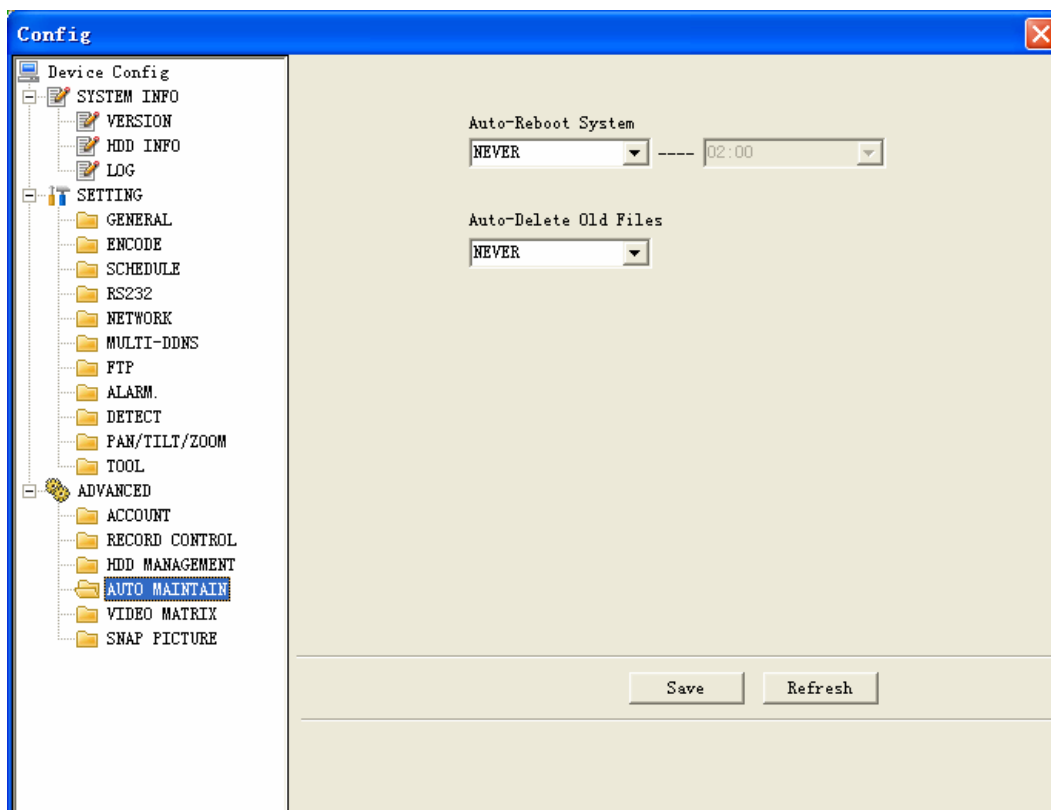 Config
Device Config
SYSTEM INFO
VERSION
HDD INFO
LOG
SETTING
GENERAL
ENCODE
SCHEDULE
RS232
NETWORK
MULTI-DDNS
FTP
ALARM.
DETECT
PAN/TILT/ZOOM
TOOL
ADVANCED
ACCOUNT
RECORD CONTROL
HDD MANAGEMENT
AUTO MAINTAIN
VIDEO MATRIX
SNAP PICTURE
Auto-Reboot System
NEVER ---- 02:00
Auto-Delete Old Files
NEVER
Save Refresh